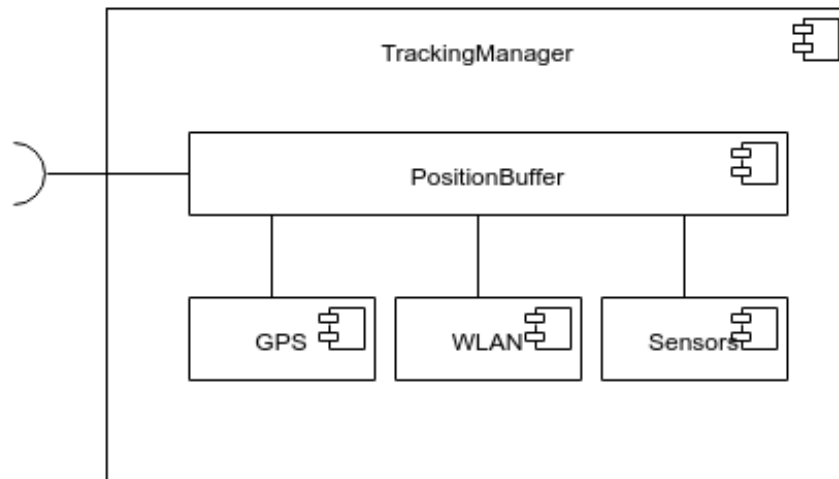 TrackingManager
PositionBuffer
GPS
WLAN
Sensors